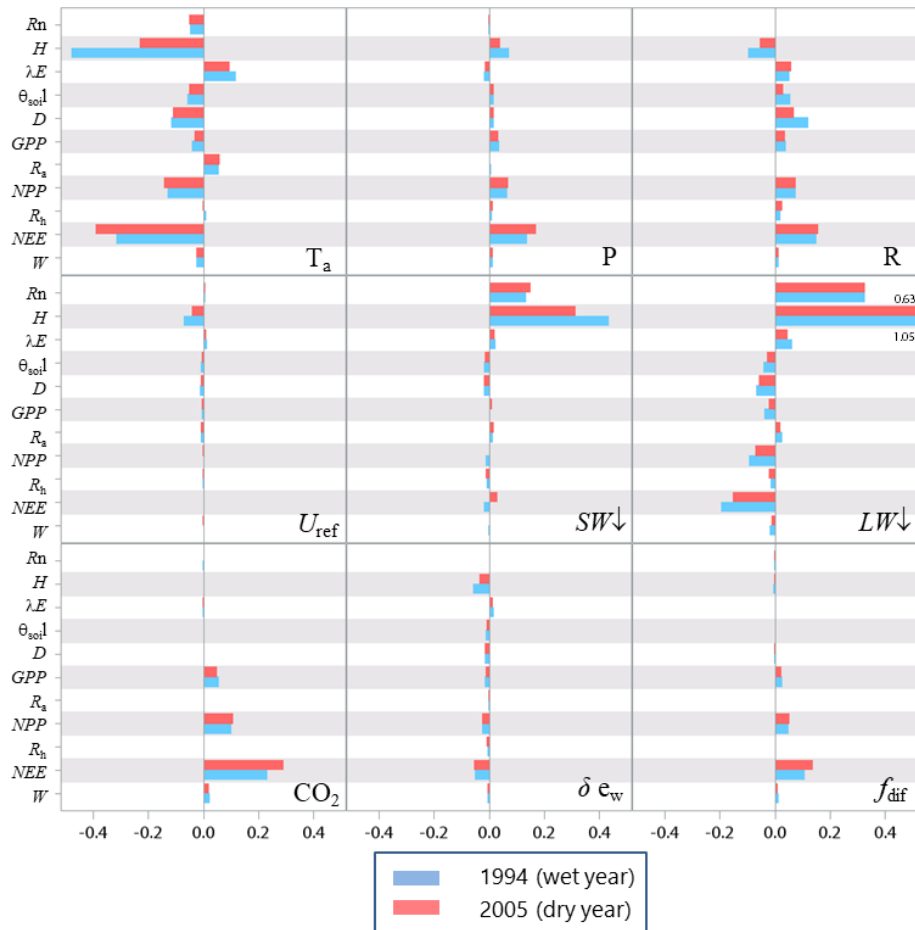 Rn
H
λE
θsoil
D
GPP
Ra
NPP
Rh
NEE
W
Ta
P
R
Rn
H
λE
θsoil
D
GPP
Ra
NPP
Rh
NEE
W
Uref
SW↓
0.63
1.05
LW↓
Rn
H
λE
θsoil
D
GPP
Ra
NPP
Rh
NEE
W
CO2
δ ew
fdif
-0.4 -0.2 0.0 0.2 0.4 -0.4 -0.2 0.0 0.2 0.4 -0.4 -0.2 0.0 0.2 0.4
1994 (wet year)
2005 (dry year)